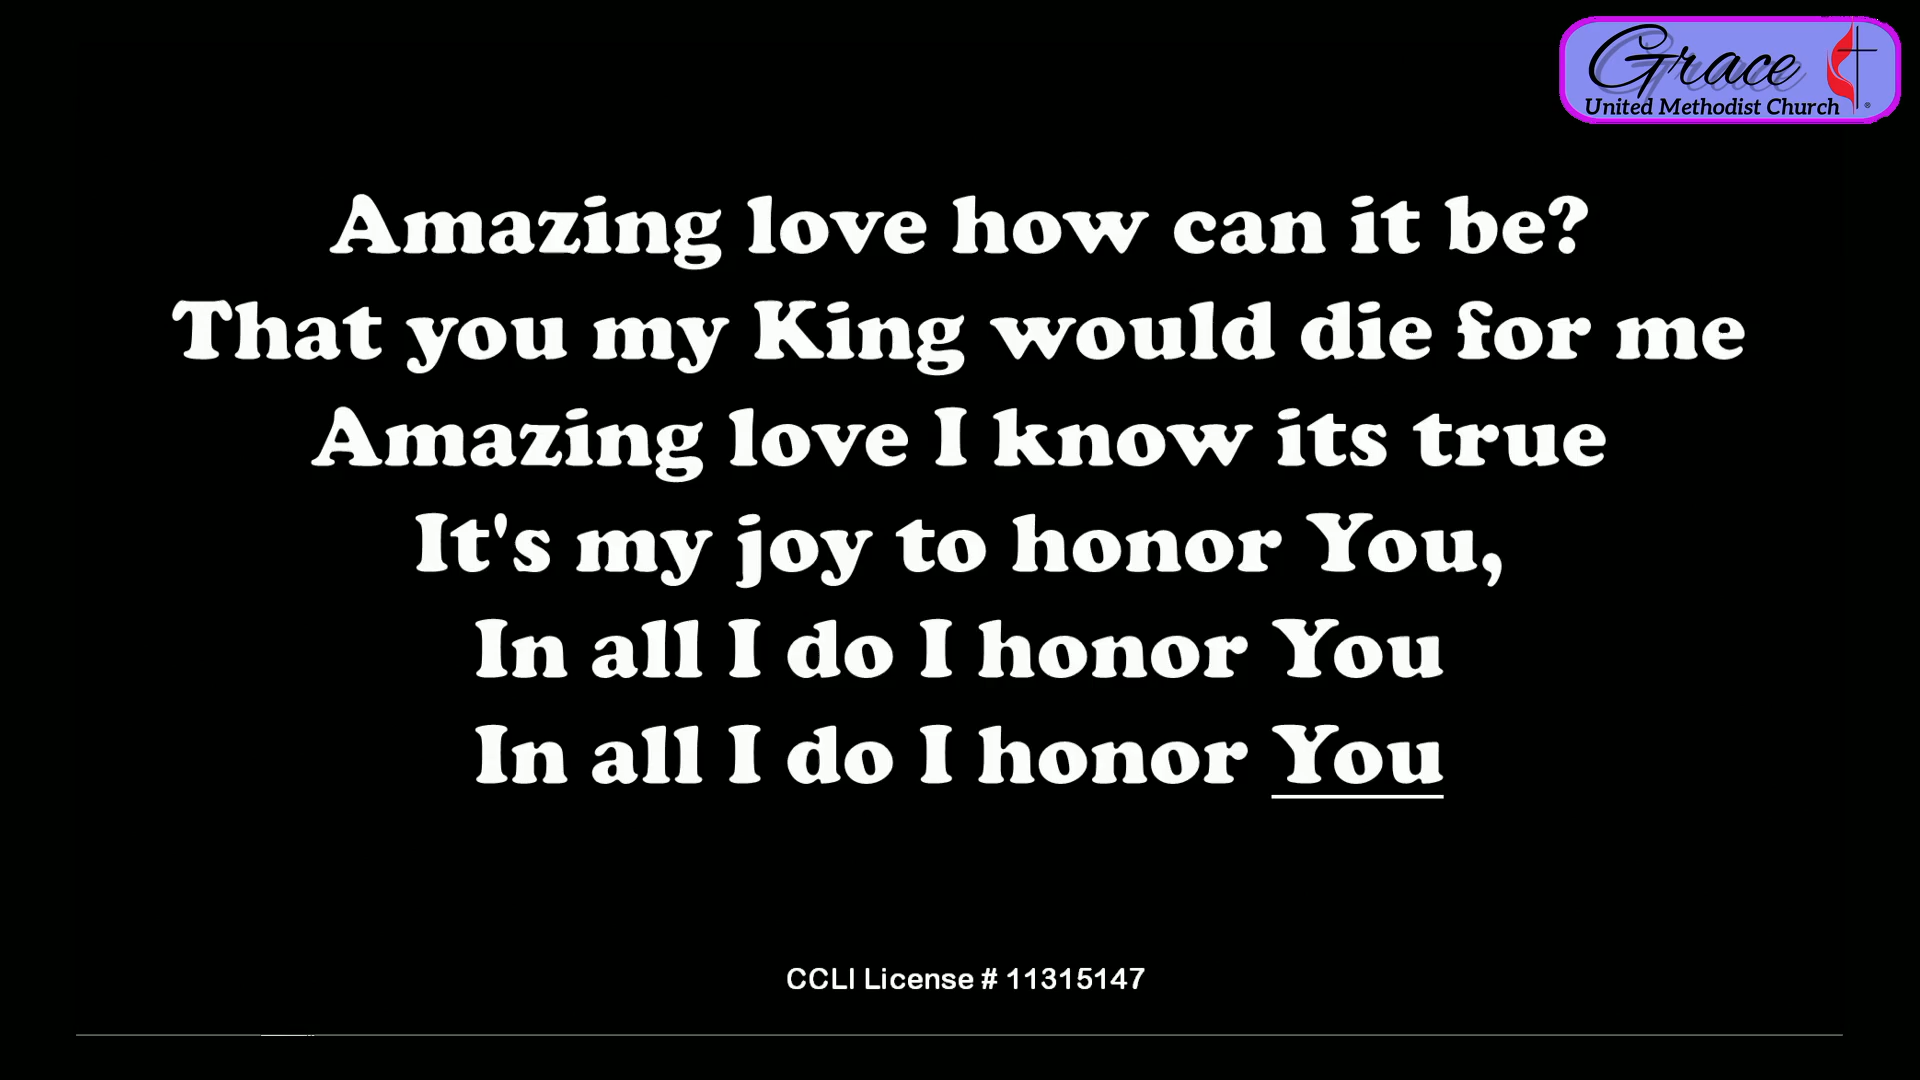 Grace
United Methodist Church ®
Amazing love how can it be?
That you my King would die for me
Amazing love I know its true
It's my joy to honor You,
In all I do I honor You
In all I do I honor You
CCLI License # 11315147